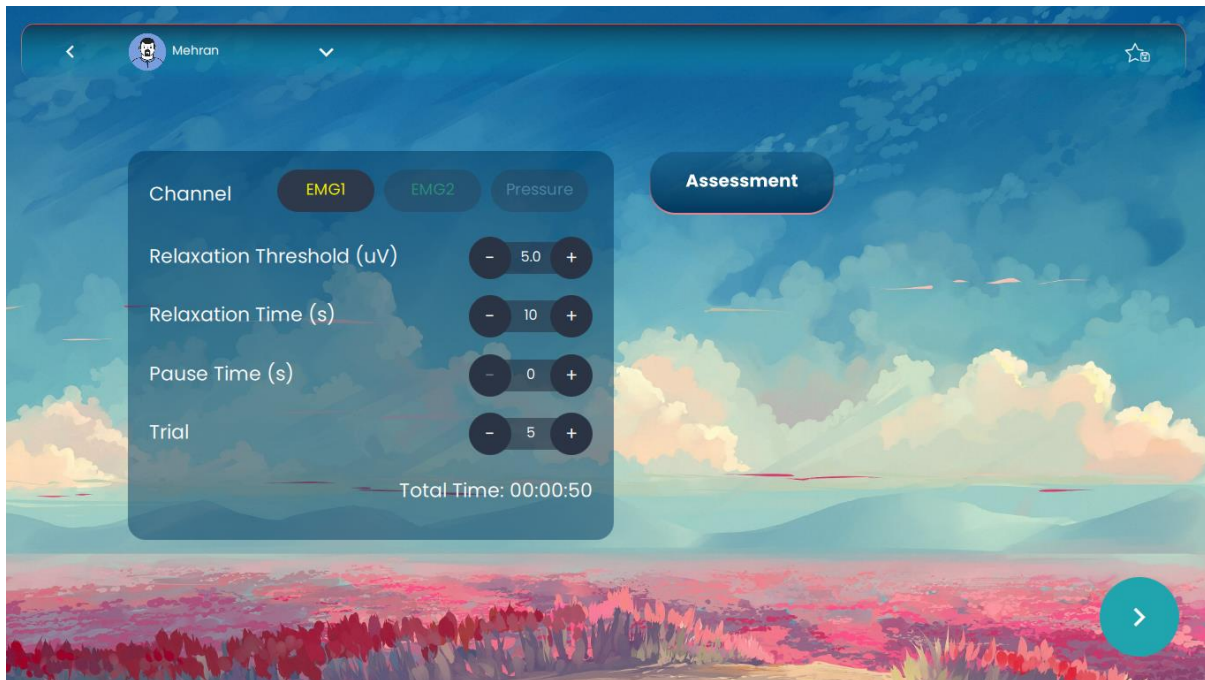 Mehran
Channel EMG1 EMG2 Pressure
Assessment
Relaxation Threshold (uV) - 5.0 +
Relaxation Time (s) - 10 +
Pause Time (s) - 0 +
Trial - 5 +
Total Time: 00:00:50